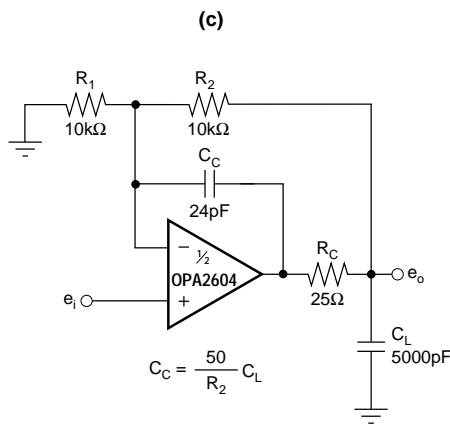 (c)
R1
10kΩ
R2
10kΩ
CC
24pF
−
½
OPA2604
+
ei
RC
25Ω
eo
CL
5000pF
CC = 50/R2 CL